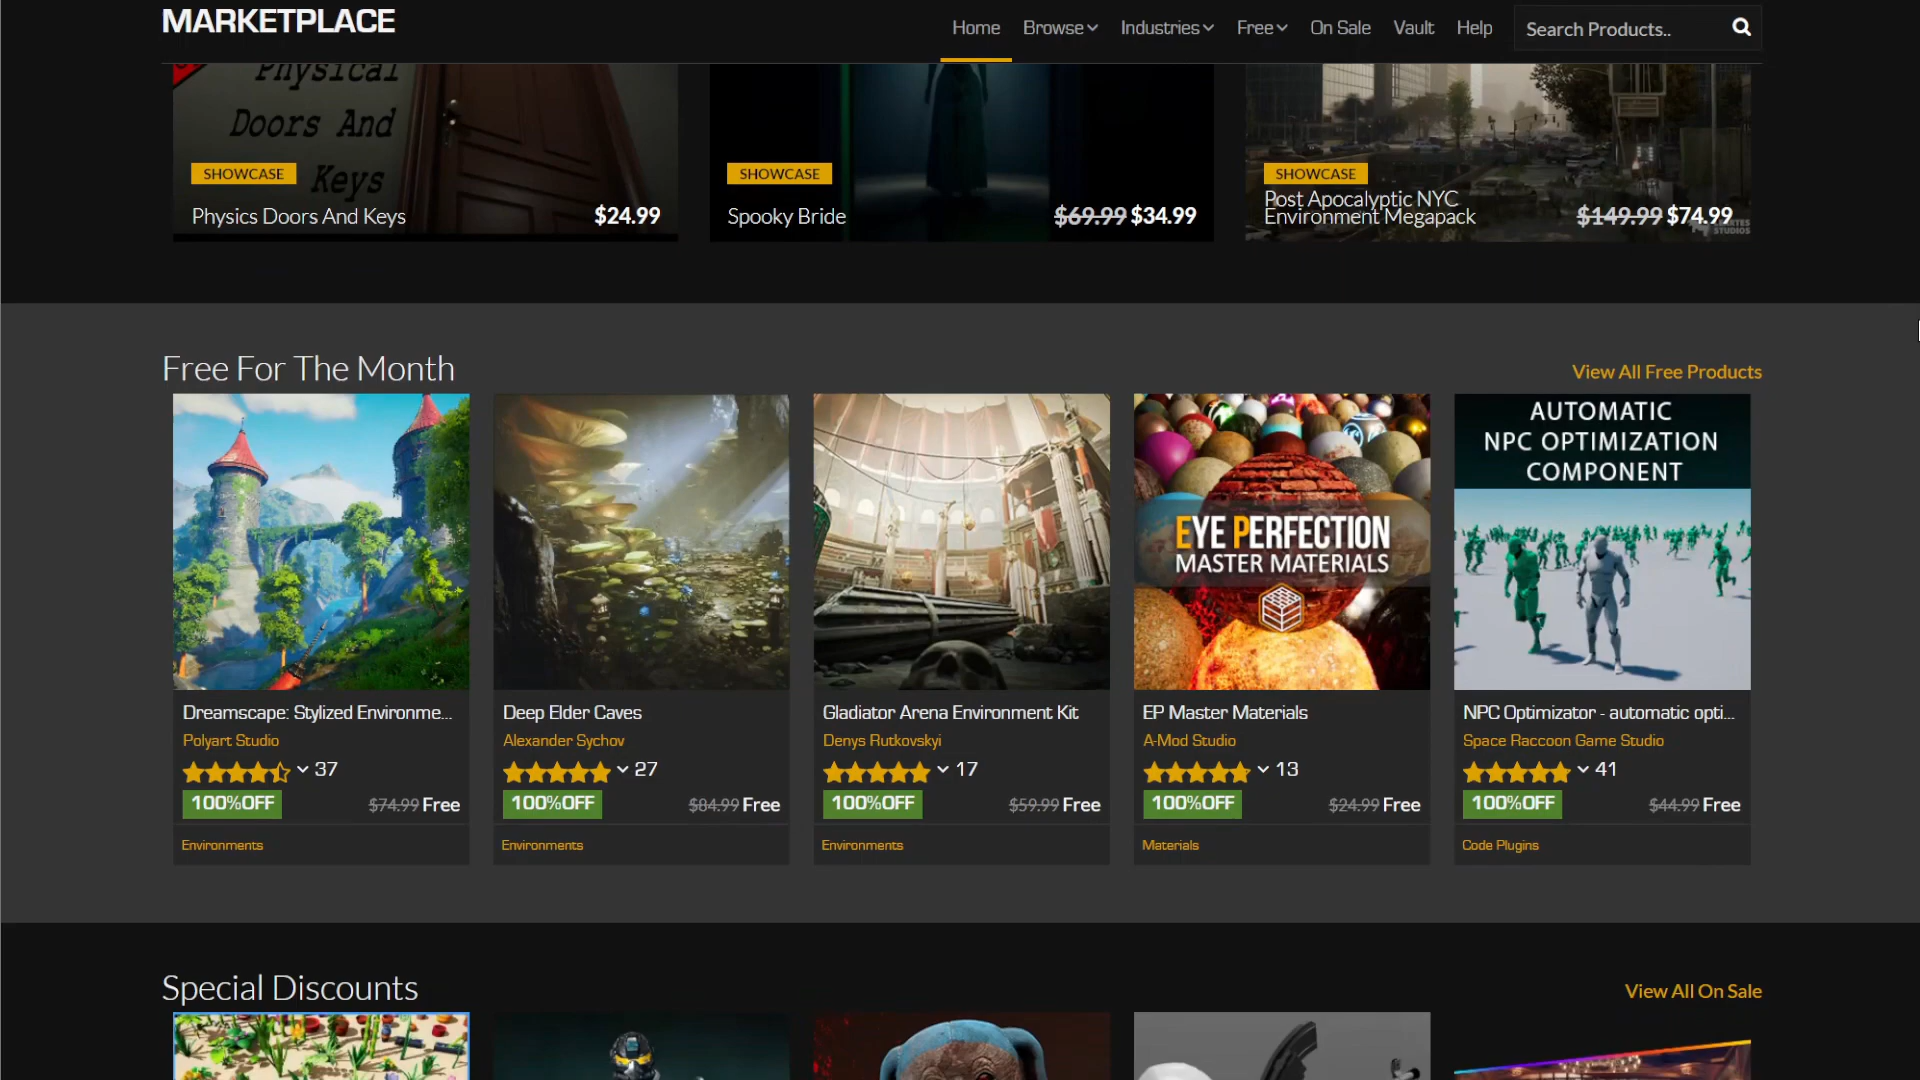 MARKETPLACE
Home Browse Industries Free On Sale Vault Help Search Products..
Physical
Doors And
Keys
SHOWCASE
Physics Doors And Keys $24.99
SHOWCASE
Spooky Bride $69.99 $34.99
SHOWCASE
Post Apocalyptic NYC
Environment Megapack $149.99 $74.99
STUDIOS
Free For The Month View All Free Products
EYE PERFECTION
MASTER MATERIALS
AUTOMATIC
NPC OPTIMIZATION
COMPONENT
Dreamscape: Stylized Environme...
Polyart Studio
37
100%OFF $74.99 Free
Environments
Deep Elder Caves
Alexander Sychov
27
100%OFF $84.99 Free
Environments
Gladiator Arena Environment Kit
Denys Rutkovskyi
17
100%OFF $59.99 Free
Environments
EP Master Materials
A-Mod Studio
13
100%OFF $24.99 Free
Materials
NPC Optimizator - automatic opti...
Space Raccoon Game Studio
41
100%OFF $44.99 Free
Code Plugins
Special Discounts View All On Sale